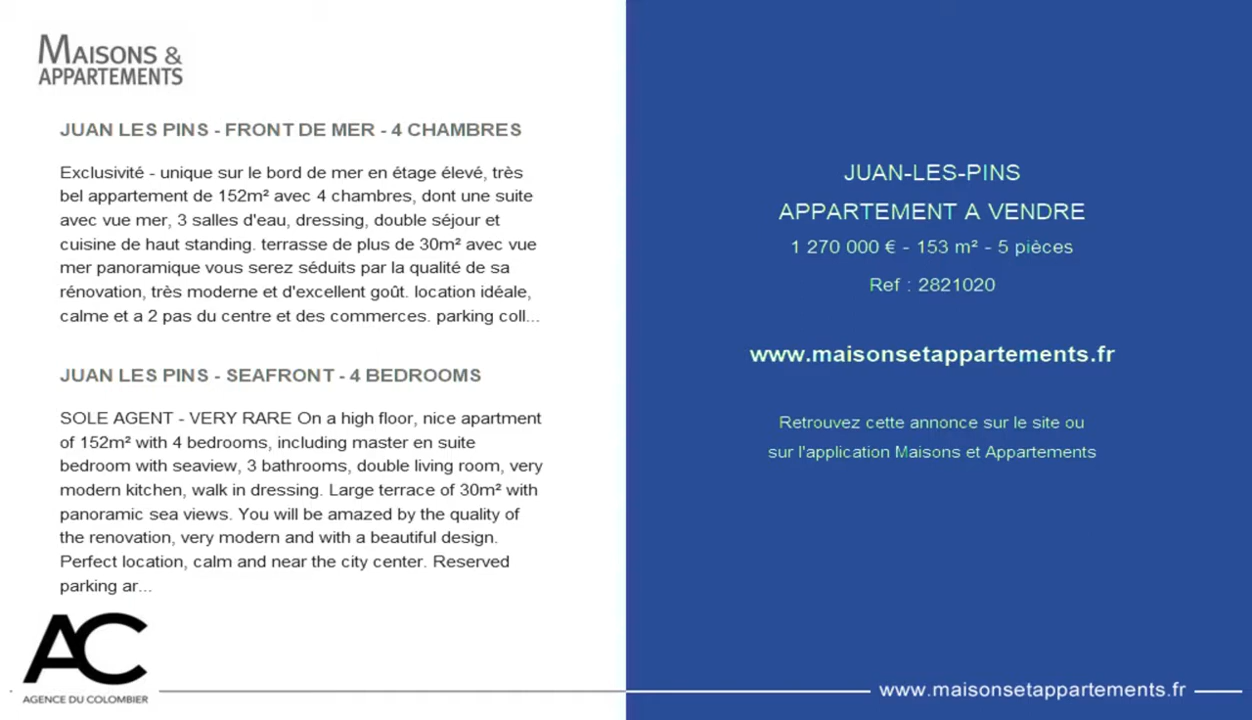 MAISONS &
APPARTEMENTS
JUAN LES PINS - FRONT DE MER - 4 CHAMBRES
Exclusivité - unique sur le bord de mer en étage élevé, très
bel appartement de 152m² avec 4 chambres, dont une suite
avec vue mer, 3 salles d'eau, dressing, double séjour et
cuisine de haut standing. terrasse de plus de 30m² avec vue
mer panoramique vous serez séduits par la qualité de sa
rénovation, très moderne et d'excellent goût. location idéale,
calme et a 2 pas du centre et des commerces. parking coll...
JUAN LES PINS - SEAFRONT - 4 BEDROOMS
SOLE AGENT - VERY RARE On a high floor, nice apartment
of 152m² with 4 bedrooms, including master en suite
bedroom with seaview, 3 bathrooms, double living room, very
modern kitchen, walk in dressing. Large terrace of 30m² with
panoramic sea views. You will be amazed by the quality of
the renovation, very modern and with a beautiful design.
Perfect location, calm and near the city center. Reserved
parking ar...
AC
AGENCE DU COLOMBIER
JUAN-LES-PINS
APPARTEMENT A VENDRE
1 270 000 € - 153 m² - 5 pièces
Ref : 2821020
www.maisonsetappartements.fr
Retrouvez cette annonce sur le site ou
sur l'application Maisons et Appartements
www.maisonsetappartements.fr